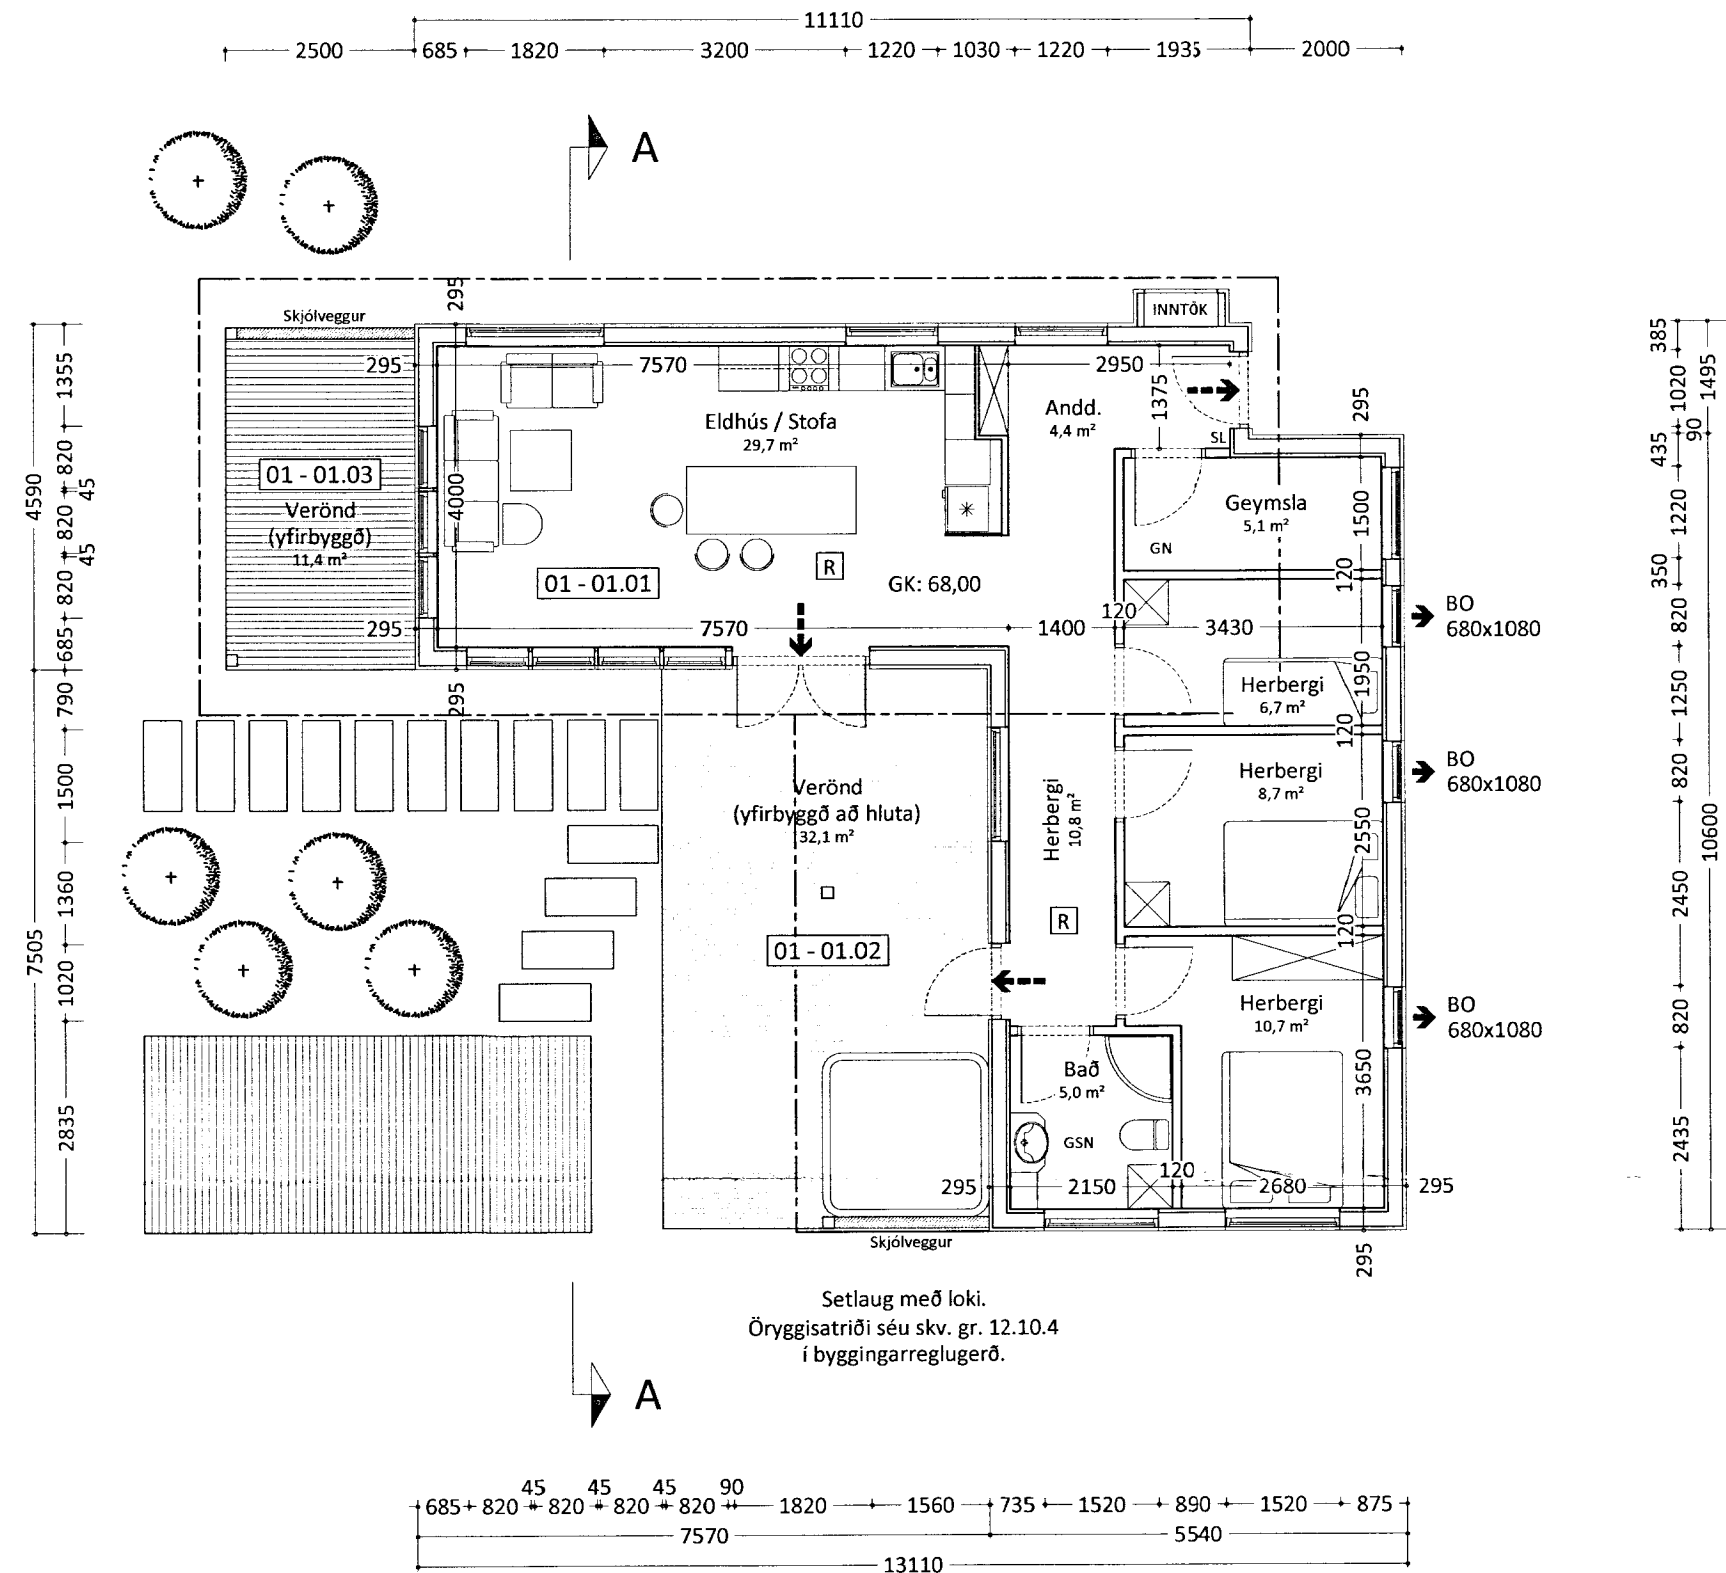 11110
2500 685 1820 3200 1220 1030 1220 1935 2000
A
Skjólveggur
295
INNTÖK
295 7570 2950
1375
Andd.
4,4 m²
SL
Eldhús / Stofa
29,7 m²
01 - 01.03
Verönd
(yfirbyggð)
11,4 m²
4000
01 - 01.01
R
GK: 68,00
295 7570 1400 120 3430
295
Geymsla
5,1 m²
GN
1500
120
295
Herbergi
6,7 m²
1950
120
Herbergi
8,7 m²
2550
120
Herbergi
10,7 m²
3650
BO
680x1080
BO
680x1080
BO
680x1080
Verönd
(yfirbyggð að hluta)
32,1 m²
01 - 01.02
Herbergi
10,8 m²
R
Bað
5,0 m²
GSN
295 2150 120 2680 295
295
Skjólveggur
4590
7505
1355
820
45
820
45
820
685
790
1500
1360
1020
2835
385
1020
90
435
1220
350
820
1250
820
2450
820
2435
1495
10600
Setlaug með loki.
Öryggisatriði séu skv. gr. 12.10.4
í byggingarreglugerð.
A
45 45 45 90
685 820 820 820 820 1820 1560 735 1520 890 1520 875
7570 5540
13110